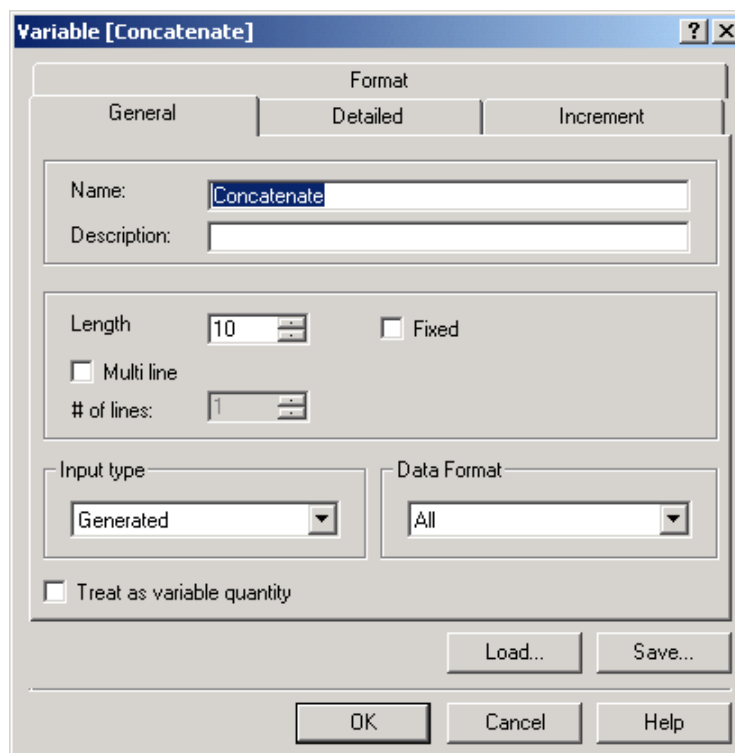 Variable [Concatenate]
Format
General Detailed Increment
Name: Concatenate
Description:
Length 10 Fixed
Multi line
# of lines: 1
Input type Data Format
Generated All
Treat as variable quantity
Load... Save...
OK Cancel Help